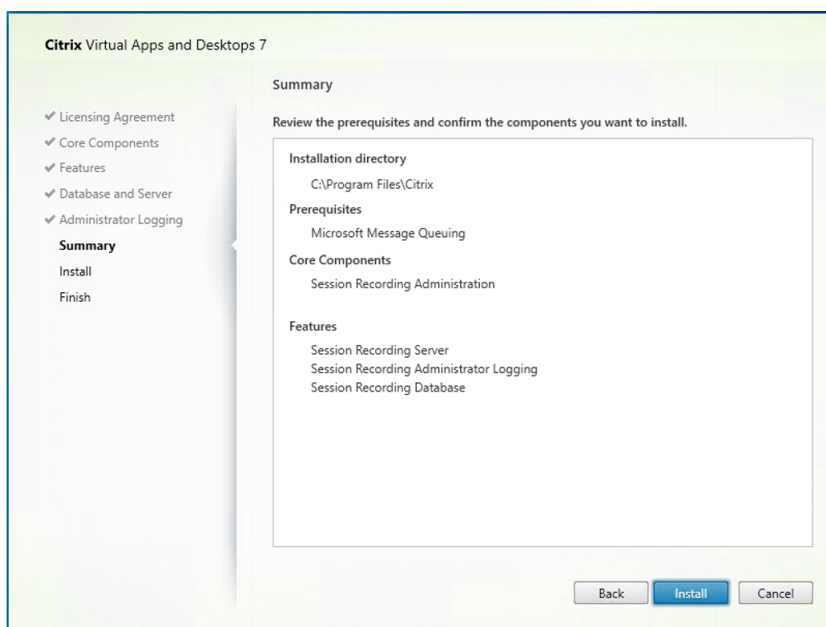 Citrix Virtual Apps and Desktops 7
Licensing Agreement
Core Components
Features
Database and Server
Administrator Logging
Summary
Install
Finish
Summary
Review the prerequisites and confirm the components you want to install.
Installation directory
C:\Program Files\Citrix
Prerequisites
Microsoft Message Queuing
Core Components
Session Recording Administration
Features
Session Recording Server
Session Recording Administrator Logging
Session Recording Database
Back
Install
Cancel